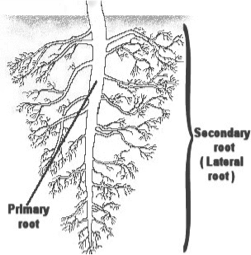 Secondary
root
( Lateral
root )
Primary
root